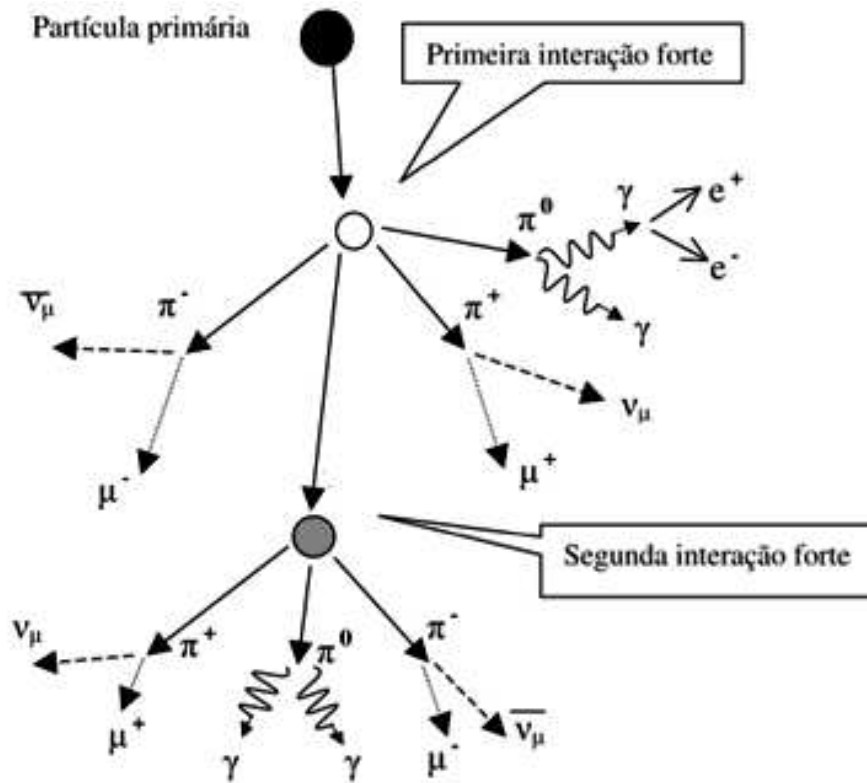 Partícula primária
Primeira interação forte
π⁰
γ
e⁺
e⁻
γ
ν̅μ
π⁻
π⁺
νμ
μ⁻
μ⁺
Segunda interação forte
νμ
π⁺
π⁰
π⁻
μ⁺
γ
γ
μ⁻
ν̅μ